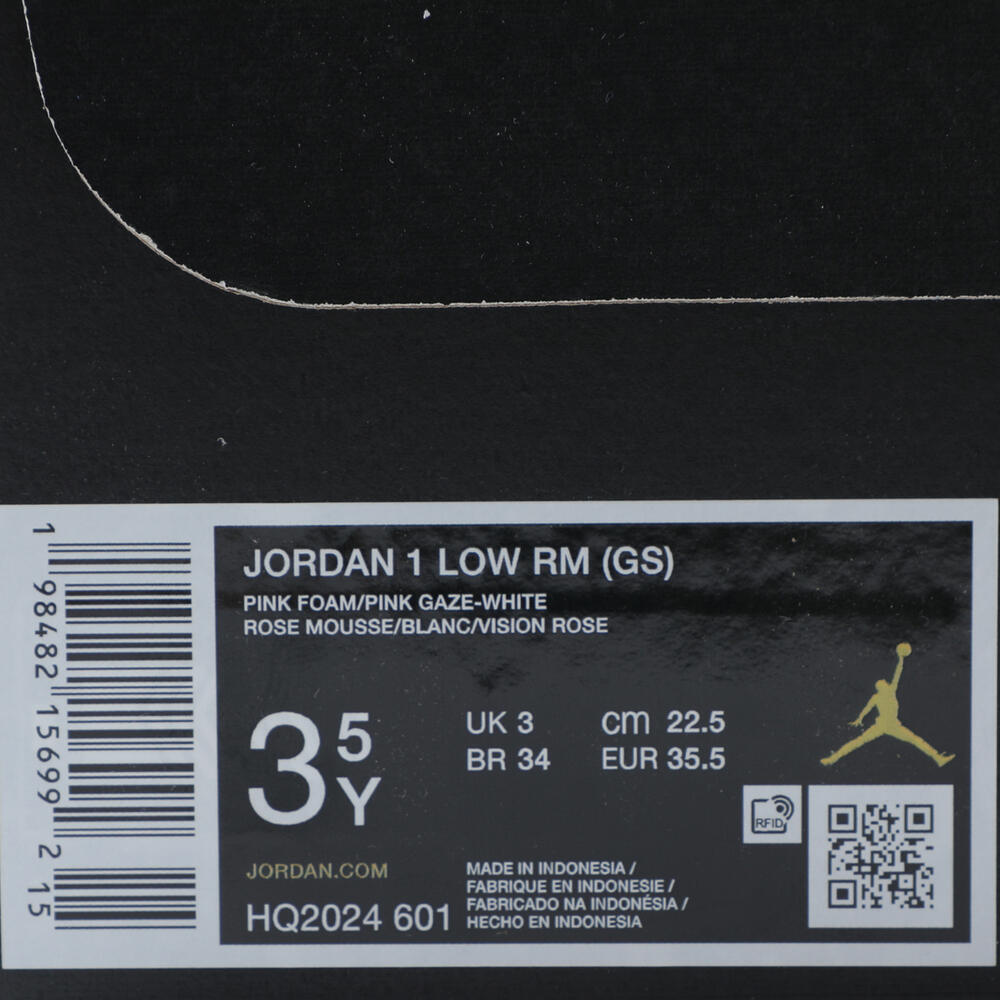 JORDAN 1 LOW RM (GS)
PINK FOAM/PINK GAZE-WHITE
ROSE MOUSSE/BLANC/VISION ROSE
3 5 Y
UK 3 cm 22.5
BR 34 EUR 35.5
RFID
JORDAN.COM
HQ2024 601
MADE IN INDONESIA /
FABRIQUE EN INDONESIE /
FABRICADO NA INDONÉSIA /
HECHO EN INDONESIA
1 98482 15699 2 15